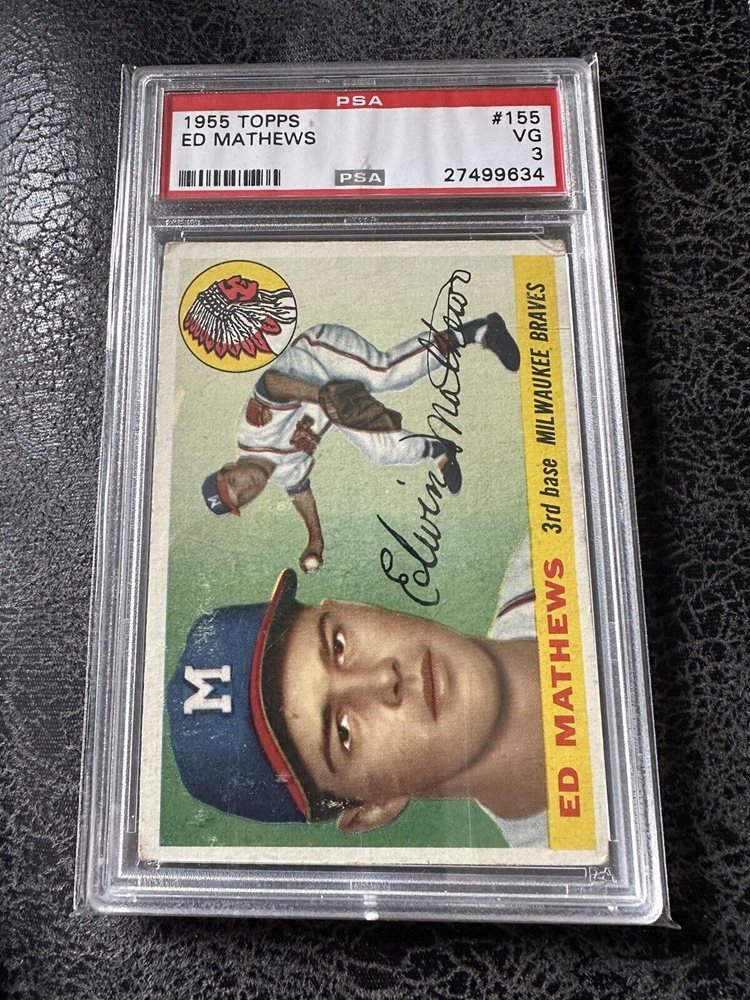 PSA
1955 TOPPS #155
ED MATHEWS VG
3
PSA 27499634
M
M
Edwin Mathews
ED MATHEWS 3rd base MILWAUKEE BRAVES